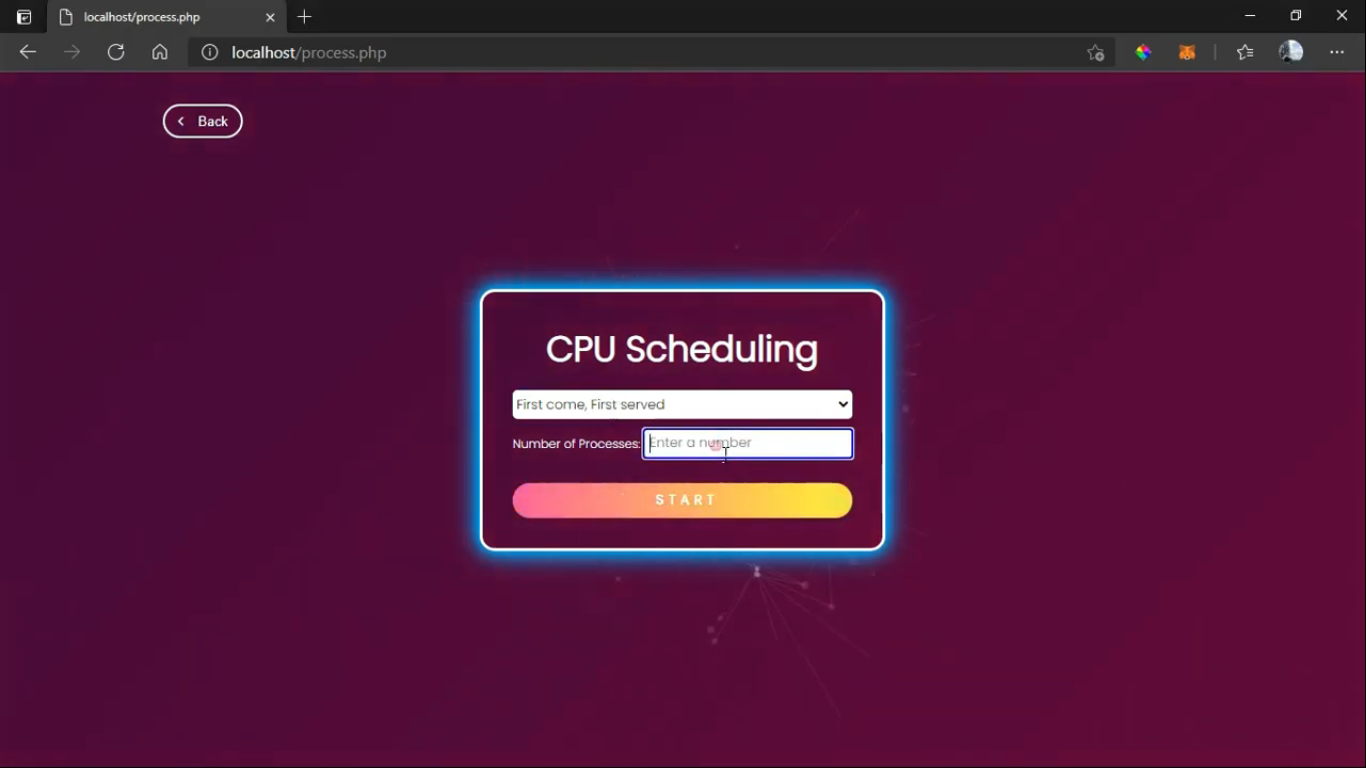 localhost/process.php
localhost/process.php
Back
CPU Scheduling
First come, First served
Number of Processes: Enter a number
START